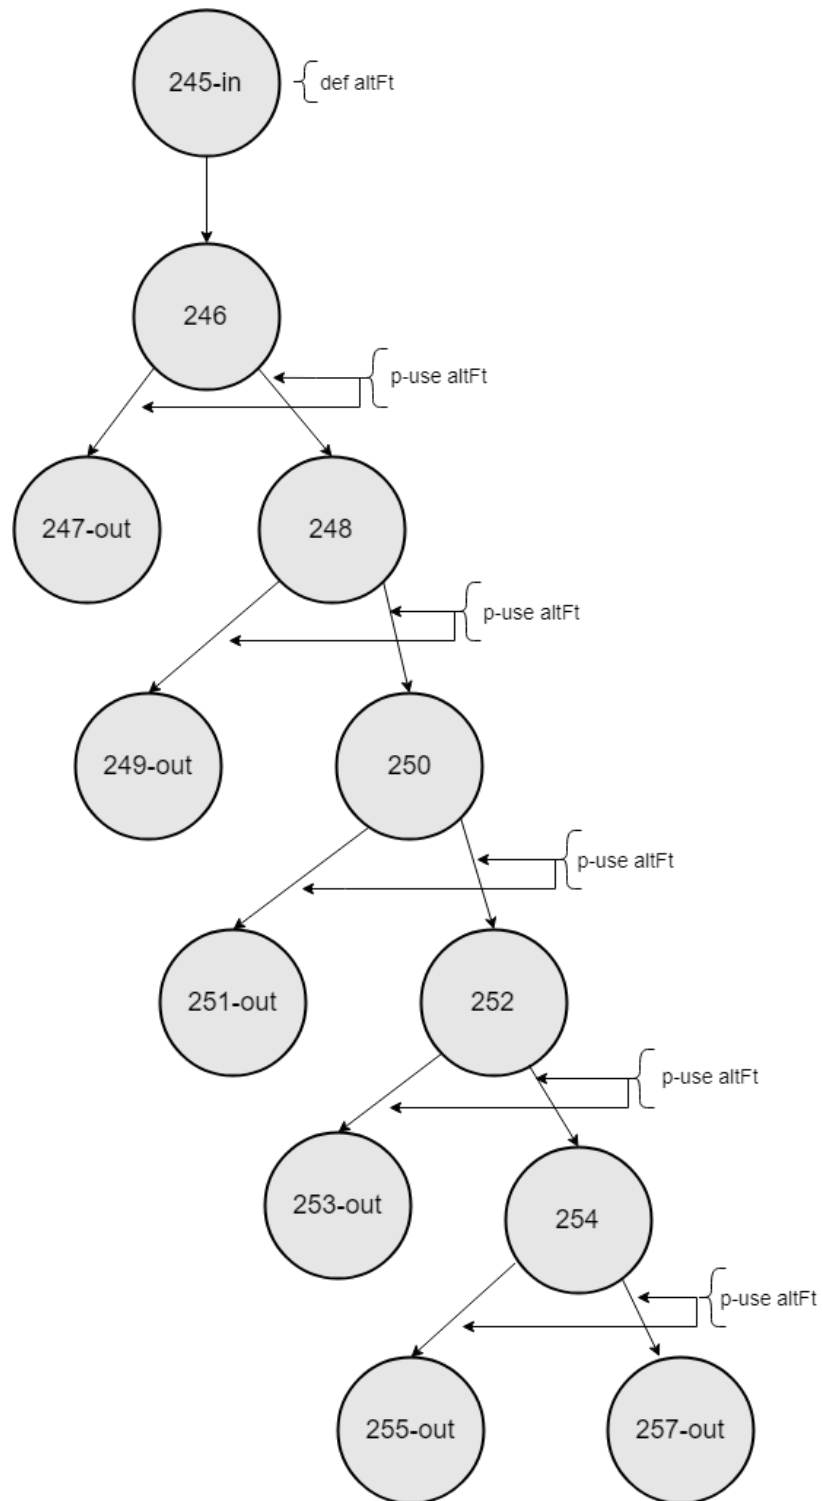 245-in
def altFt
246
p-use altFt
247-out
248
p-use altFt
249-out
250
p-use altFt
251-out
252
p-use altFt
253-out
254
p-use altFt
255-out
257-out